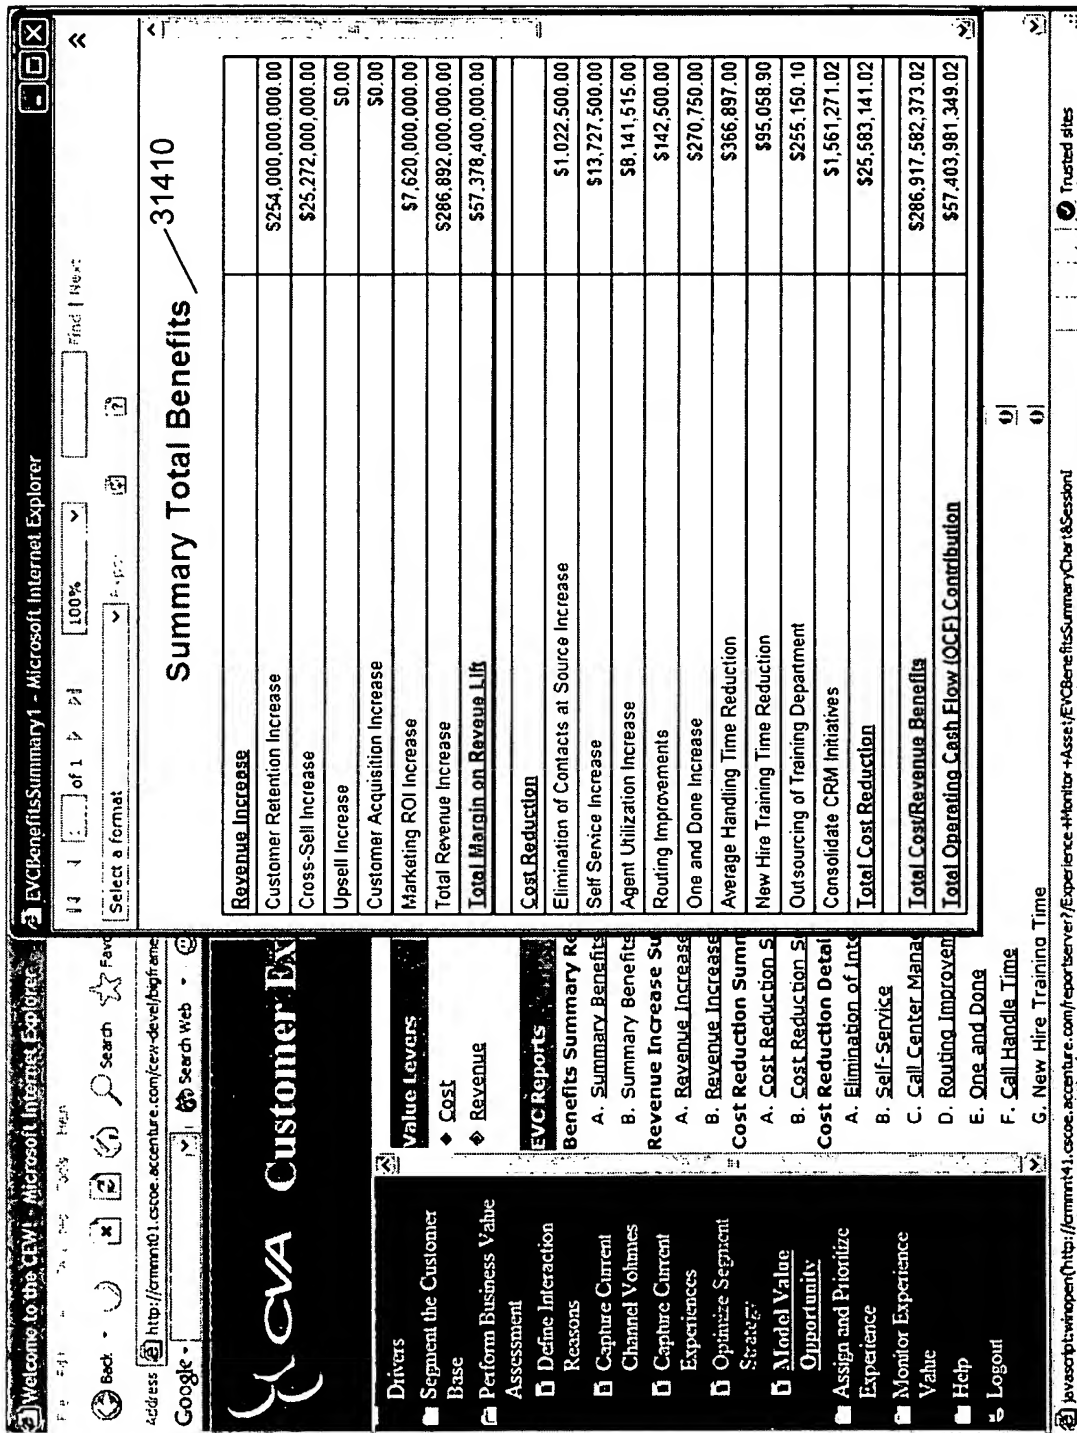 Welcome to the CEW! - Microsoft Internet Explorer
Tools Help
Back Search Favo
Address http://crmmnt01.cscoe.accenture.com/cew-devel/bigframe
Google Search Web
CVA Customer Ex
Drivers
Segment the Customer
Base
Perform Business Value
Assessment
Define Interaction
Reasons
Capture Current
Channel Volumes
Capture Current
Experiences
Optimize Segment
Strategy
Model Value
Opportunity
Assign and Prioritize
Experience
Monitor Experience
Value
Help
Logout
Value Levers
Cost
Revenue
EVC Reports
Benefits Summary Re
A. Summary Benefits
B. Summary Benefits
Revenue Increase Su
A. Revenue Increase
B. Revenue Increase
Cost Reduction Summ
A. Cost Reduction S
B. Cost Reduction S
Cost Reduction Detail
A. Elimination of Inte
B. Self-Service
C. Call Center Manag
D. Routing Improvem
E. One and Done
F. Call Handle Time
G. New Hire Training Time
EVCBenefitsSummary1 - Microsoft Internet Explorer
of 1 100% Find | Next
Select a format
Summary Total Benefits 31410
Revenue Increase
Customer Retention Increase $254,000,000,000.00
Cross-Sell Increase $25,272,000,000.00
Upsell Increase $0.00
Customer Acquisition Increase $0.00
Marketing ROI Increase $7,620,000,000.00
Total Revenue Increase $286,892,000,000.00
Total Margin on Reveue Lift $57,378,400,000.00
Cost Reduction
Elimination of Contacts at Source Increase $1,022,500.00
Self Service Increase $13,727,500.00
Agent Utilization Increase $8,141,515.00
Routing Improvements $142,500.00
One and Done Increase $270,750.00
Average Handling Time Reduction $366,897.00
New Hire Training Time Reduction $95,058.90
Outsourcing of Training Department $255,150.10
Consolidate CRM Initiatives $1,561,271.02
Total Cost Reduction $25,583,141.02
Total Cost/Revenue Benefits $286,917,582,373.02
Total Operating Cash Flow (OCF) Contribution $57,403,981,349.02
javascript:winopen('http://crmmnt41.cscoe.accenture.com/reportserver?/Experience+Monitor+Asset/EVCBenefitsSummaryChart&SessionI Trusted sites